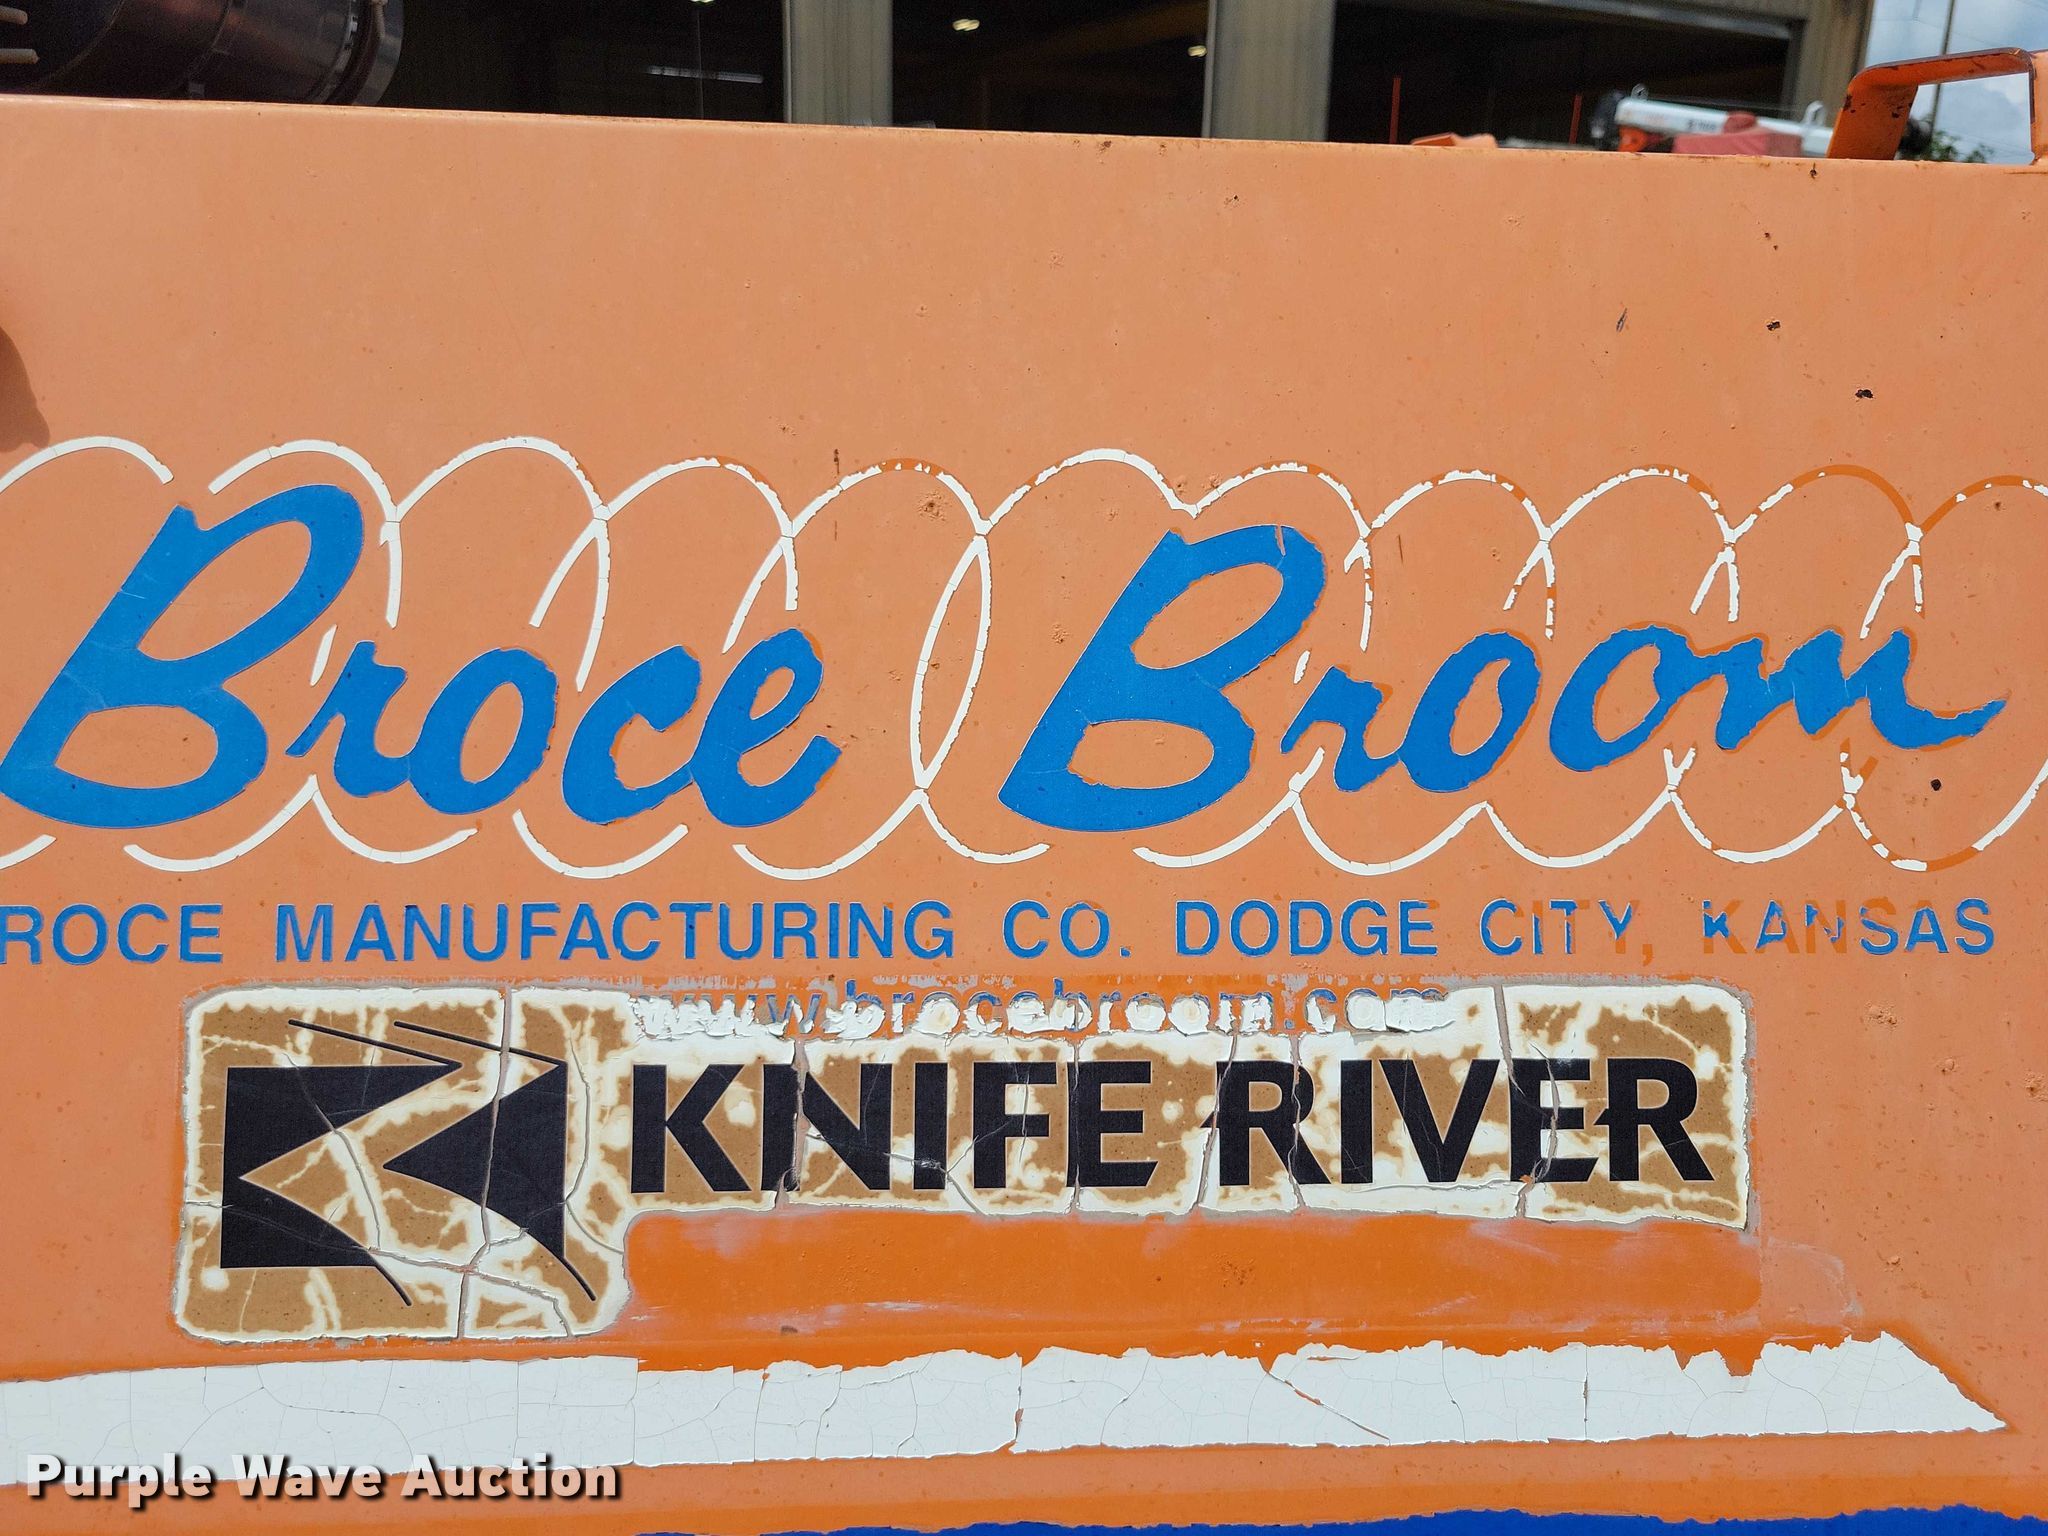 Broce Broom
ROCE MANUFACTURING CO. DODGE CITY, KANSAS
www.brocebroom.com
KNIFE RIVER
Purple Wave Auction